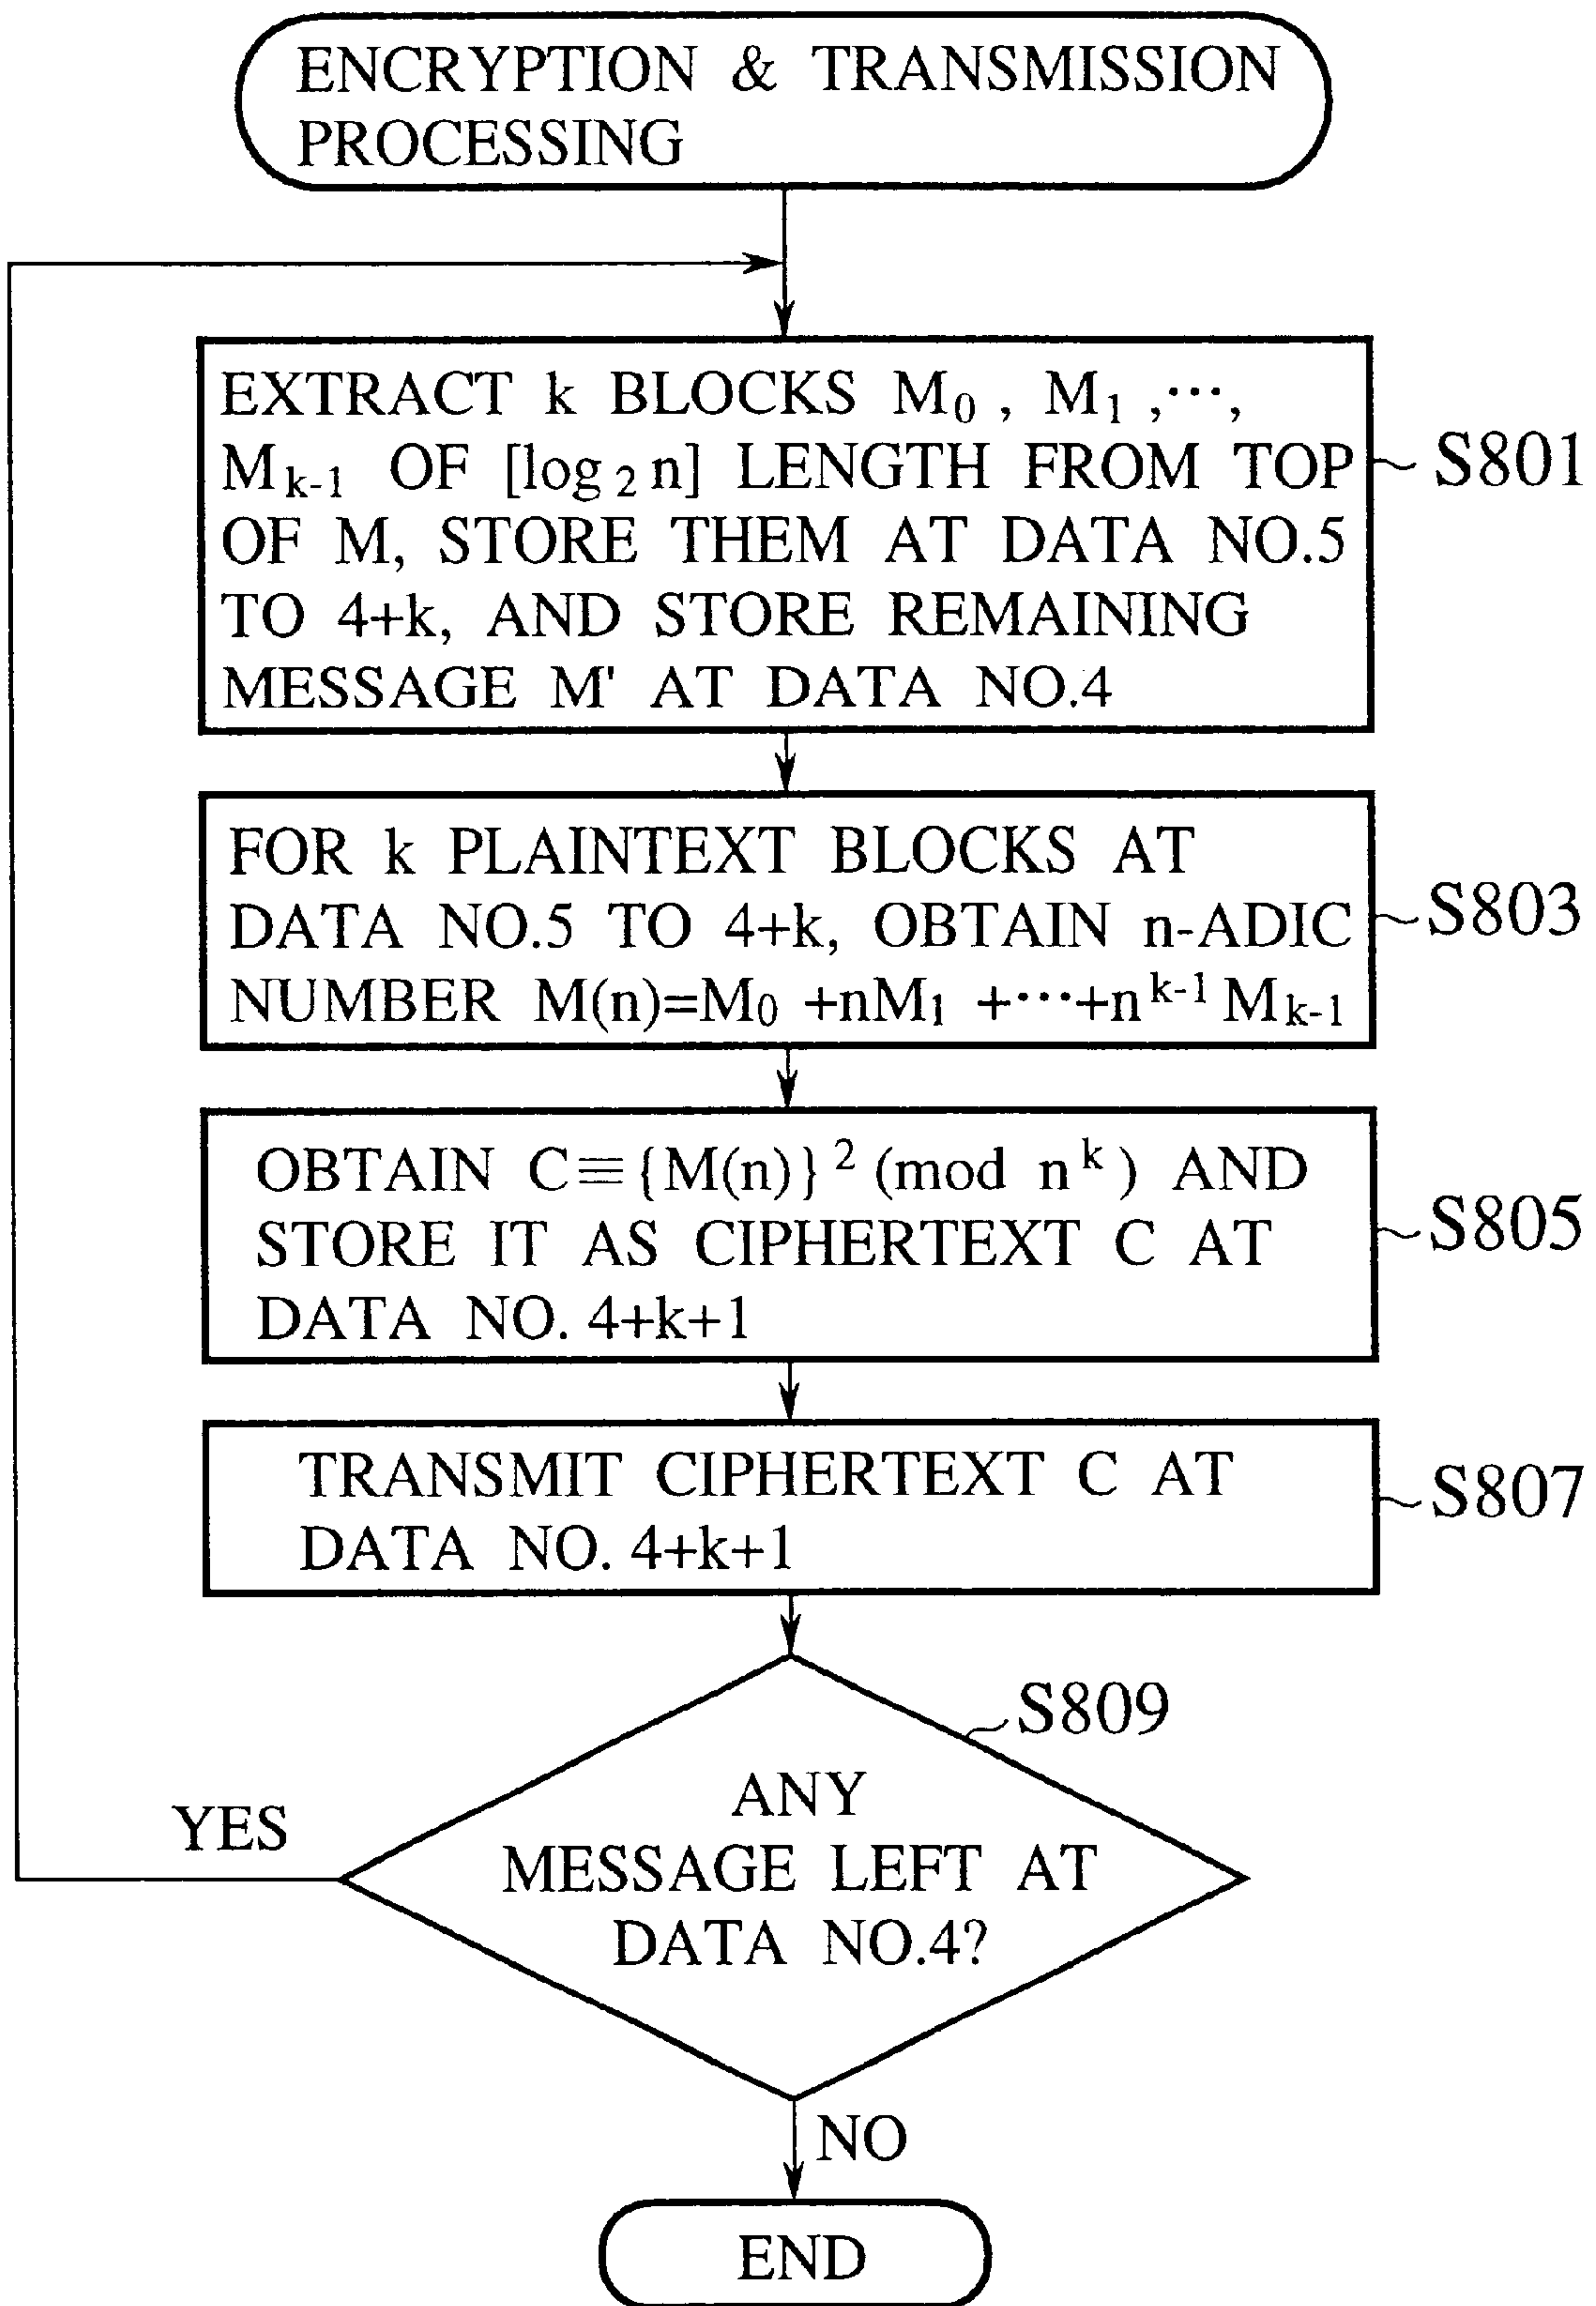 ENCRYPTION & TRANSMISSION
PROCESSING
EXTRACT k BLOCKS M₀ , M₁ ,⋯,
Mₖ₋₁ OF [log₂n] LENGTH FROM TOP
OF M, STORE THEM AT DATA NO.5
TO 4+k, AND STORE REMAINING
MESSAGE M' AT DATA NO.4
S801
FOR k PLAINTEXT BLOCKS AT
DATA NO.5 TO 4+k, OBTAIN n-ADIC
NUMBER M(n)=M₀ +nM₁ +⋯+nᵏ⁻¹Mₖ₋₁
S803
OBTAIN C≡{M(n)}² (mod nᵏ) AND
STORE IT AS CIPHERTEXT C AT
DATA NO. 4+k+1
S805
TRANSMIT CIPHERTEXT C AT
DATA NO. 4+k+1
S807
S809
ANY
MESSAGE LEFT AT
DATA NO.4?
YES
NO
END